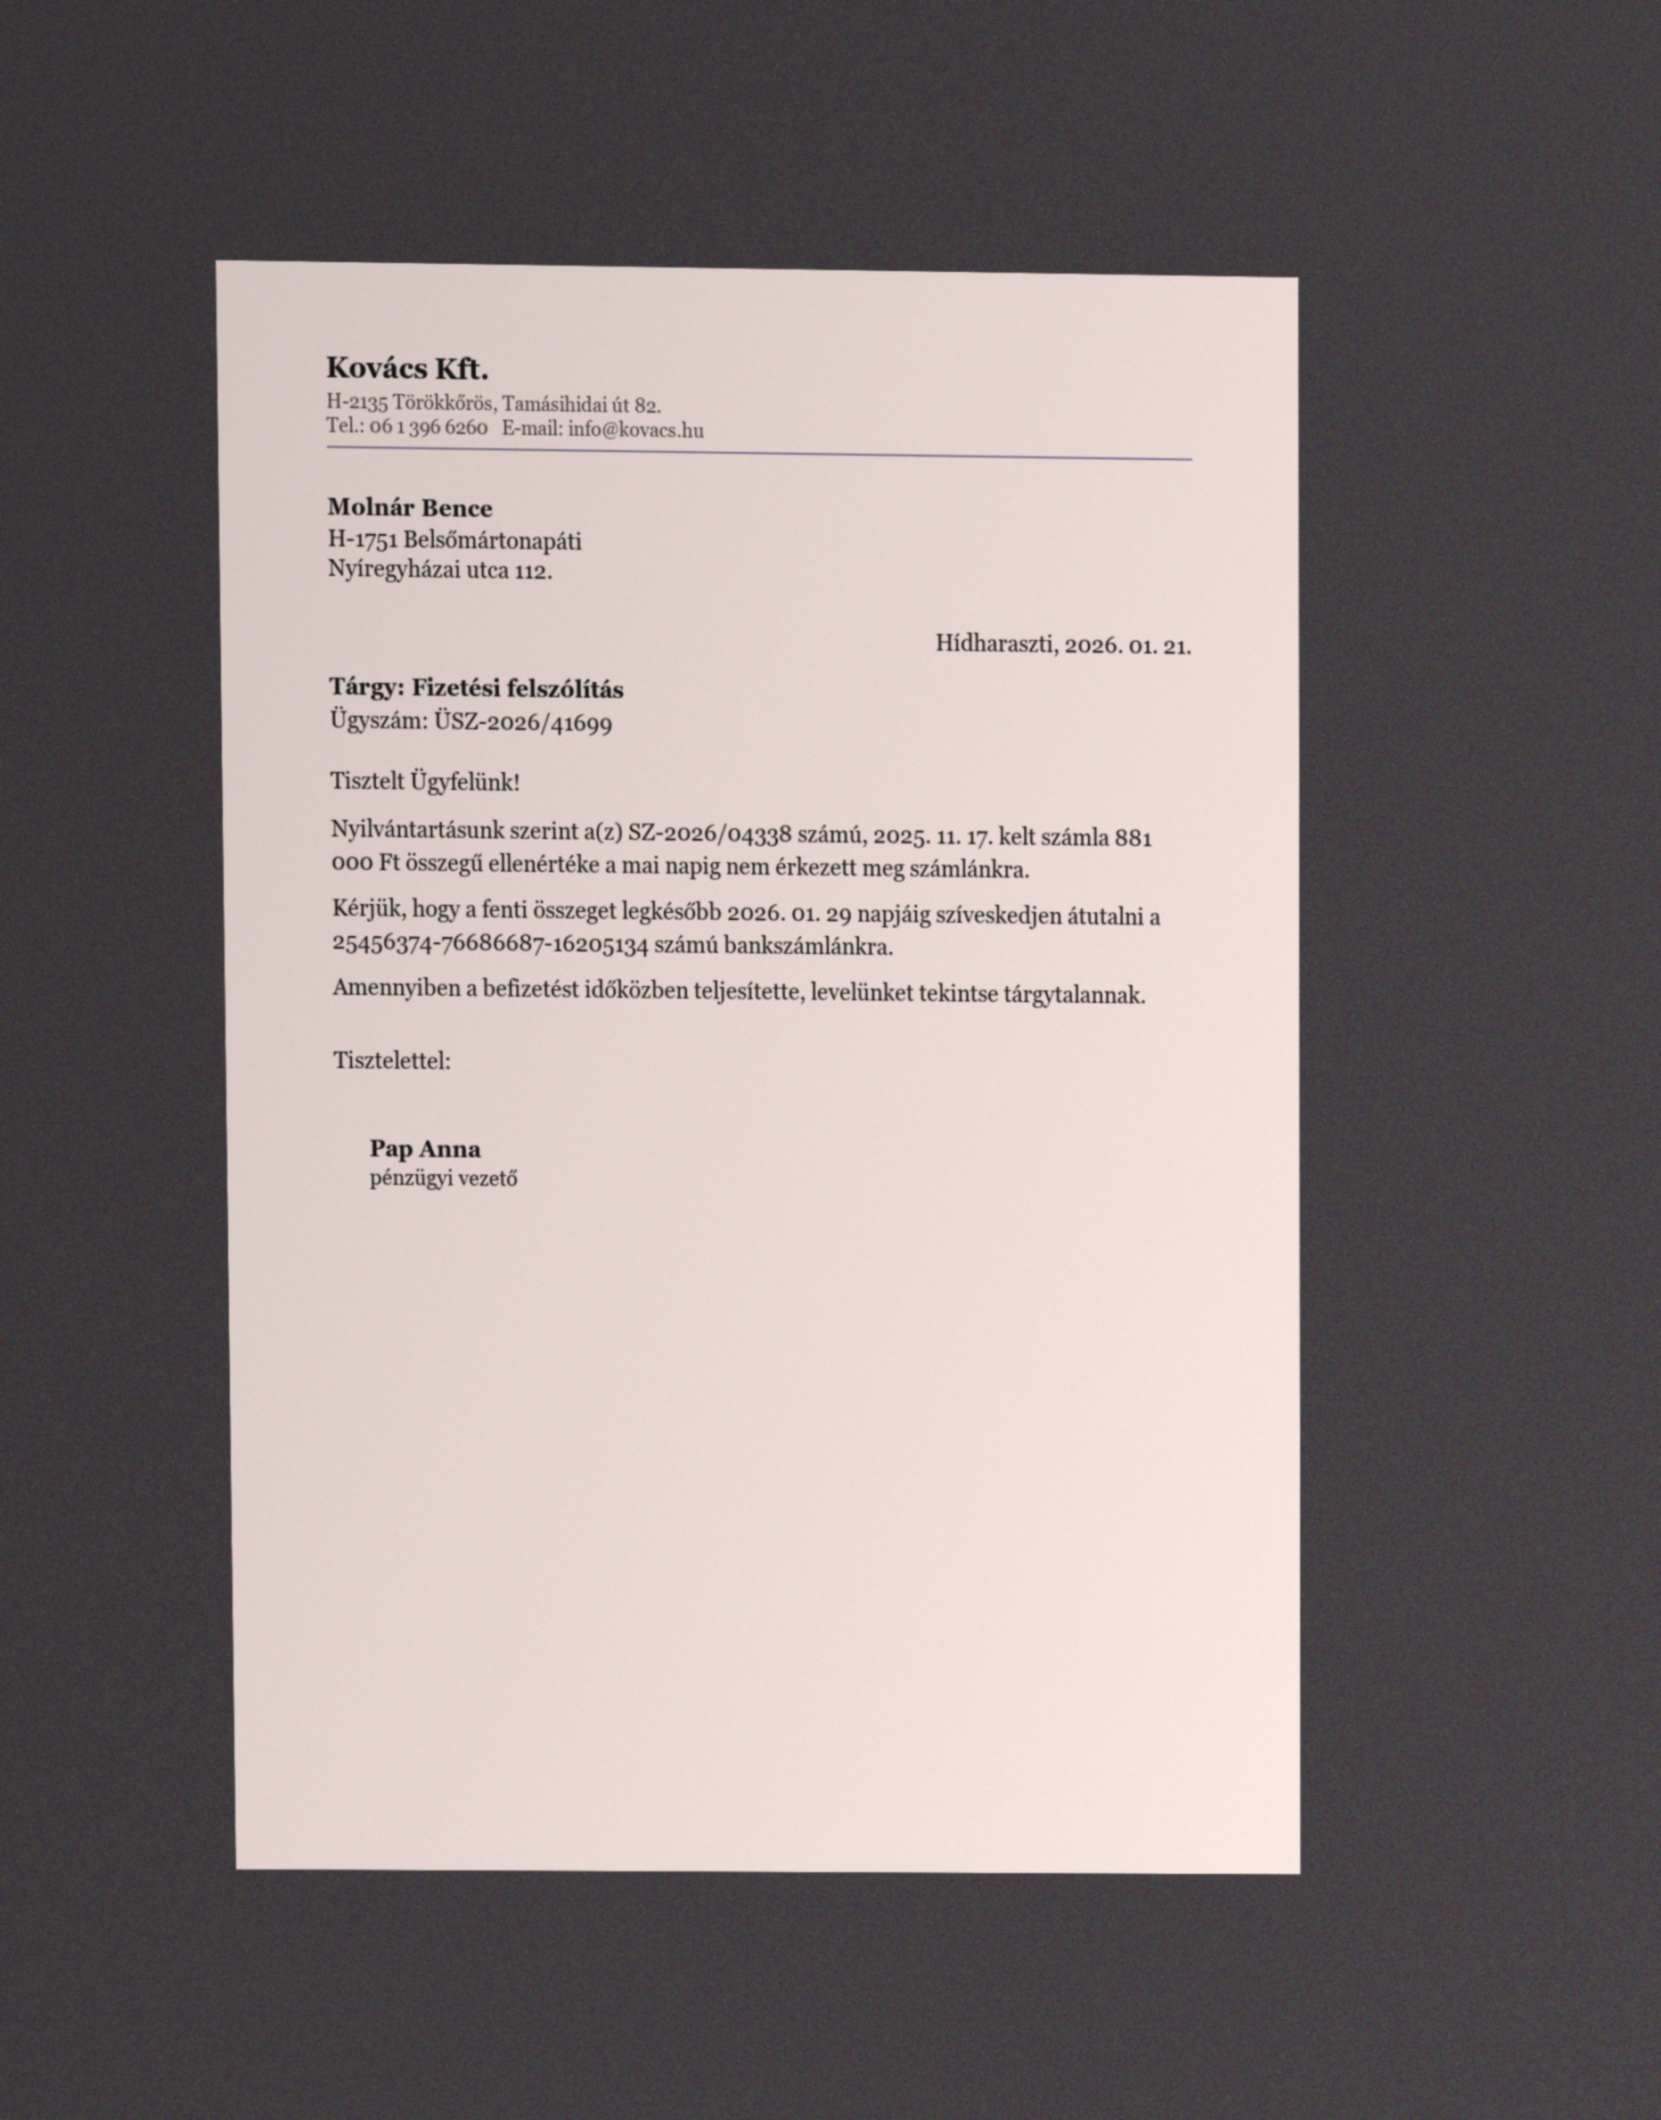 Kovács Kft.
H-2135 Törökkőrös, Tamásihidai út 82.
Tel.: 06 1 396 6260 E-mail: info@kovacs.hu
Molnár Bence
H-1751 Belsőmártonapáti
Nyíregyházai utca 112.
Hídharaszti, 2026. 01. 21.
Tárgy: Fizetési felszólítás
Ügyszám: ÜSZ-2026/41699
Tisztelt Ügyfelünk!
Nyilvántartásunk szerint a(z) SZ-2026/04338 számú, 2025. 11. 17. kelt számla 881
000 Ft összegű ellenértéke a mai napig nem érkezett meg számlánkra.
Kérjük, hogy a fenti összeget legkésőbb 2026. 01. 29 napjáig szíveskedjen átutalni a
25456374-76686687-16205134 számú bankszámlánkra.
Amennyiben a befizetést időközben teljesítette, levelünket tekintse tárgytalannak.
Tisztelettel:
Pap Anna
pénzügyi vezető